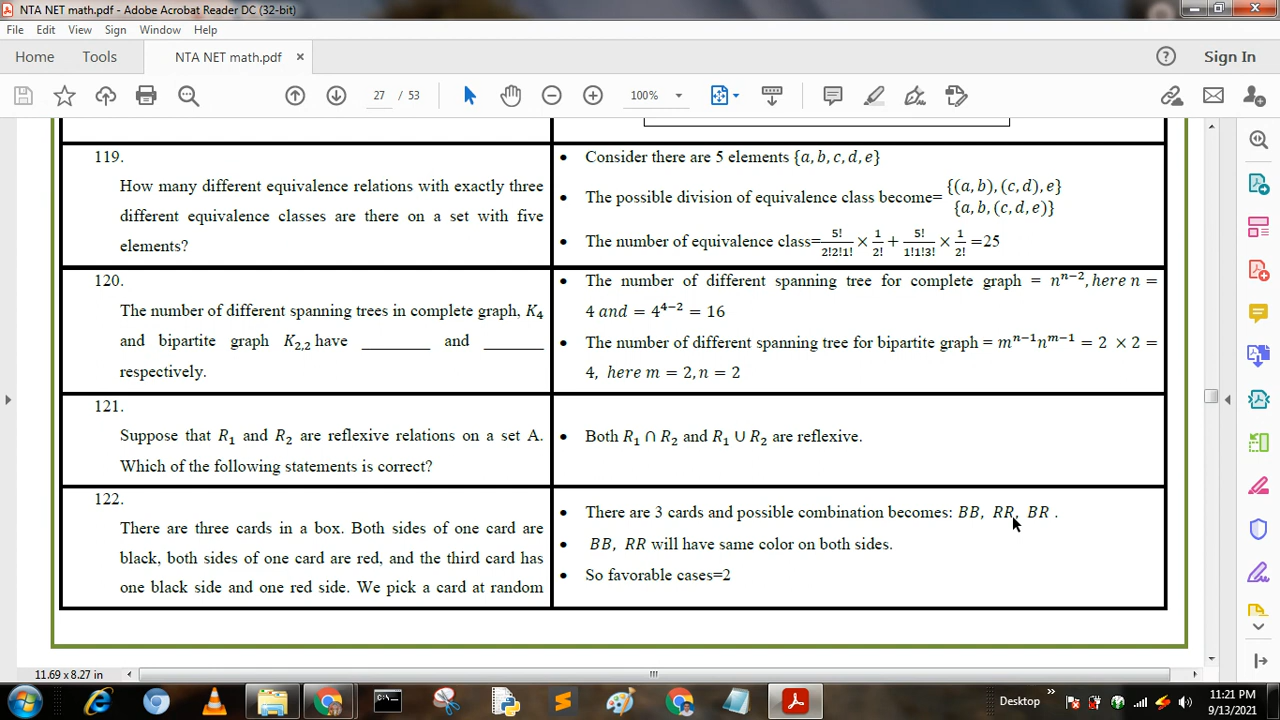 NTA NET math.pdf - Adobe Acrobat Reader DC (32-bit)
File Edit View Sign Window Help
Home Tools NTA NET math.pdf × ? Sign In
27 / 53 100%
119.
How many different equivalence relations with exactly three
different equivalence classes are there on a set with five
elements?
• Consider there are 5 elements {a, b, c, d, e}
• The possible division of equivalence class become= {(a, b), (c, d), e}
{a, b, (c, d, e)}
• The number of equivalence class= 5!/2!2!1! × 1/2! + 5!/1!1!3! × 1/2! =25
120.
The number of different spanning trees in complete graph, K₄
and bipartite graph K₂,₂ have ________ and _______
respectively.
• The number of different spanning tree for complete graph = nⁿ⁻², here n =
4 and = 4⁴⁻² = 16
• The number of different spanning tree for bipartite graph = mⁿ⁻¹nᵐ⁻¹ = 2 × 2 =
4, here m = 2, n = 2
121.
Suppose that R₁ and R₂ are reflexive relations on a set A.
Which of the following statements is correct?
• Both R₁ ∩ R₂ and R₁ ∪ R₂ are reflexive.
122.
There are three cards in a box. Both sides of one card are
black, both sides of one card are red, and the third card has
one black side and one red side. We pick a card at random
• There are 3 cards and possible combination becomes: BB, RR, BR .
• BB, RR will have same color on both sides.
• So favorable cases=2
11.69 x 8.27 in
Desktop » 11:21 PM
9/13/2021